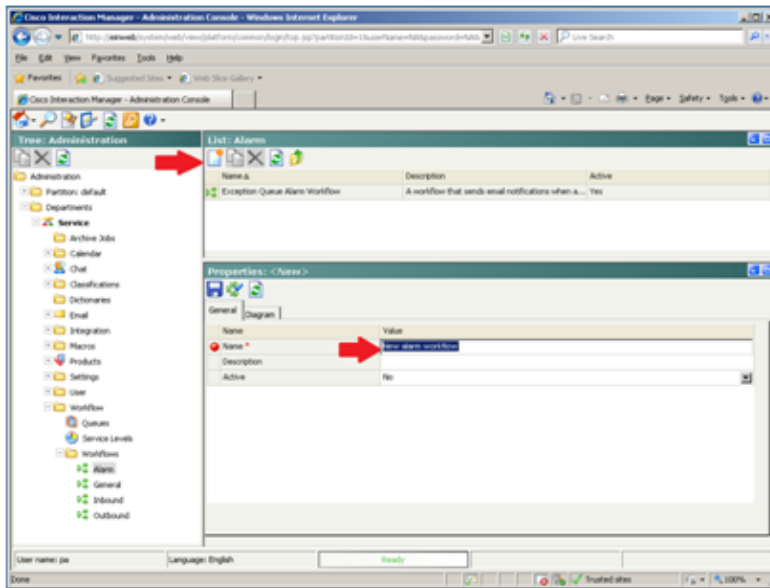 Cisco Interaction Manager - Administration Console - Windows Internet Explorer
Live Search
File Edit View Favorites Tools Help
Favorites Suggested Sites Web Slice Gallery
Cisco Interaction Manager - Administration Console
Page Safety Tools
Tree: Administration
List: Alarm
Name Description Active
Exception Queue Alarm Workflow A workflow that sends email notifications when a... Yes
Administration
Partition: default
Departments
Service
Archive Jobs
Calendar
Chat
Classifications
Dictionaries
Email
Integration
Macros
Products
Settings
User
Workflow
Queues
Service Levels
Workflows
Alarm
General
Inbound
Outbound
Properties: <New>
General Diagram
Name Value
Name * New alarm workflow
Description
Active No
User name: pa Language: English Ready
Done Trusted sites 100%